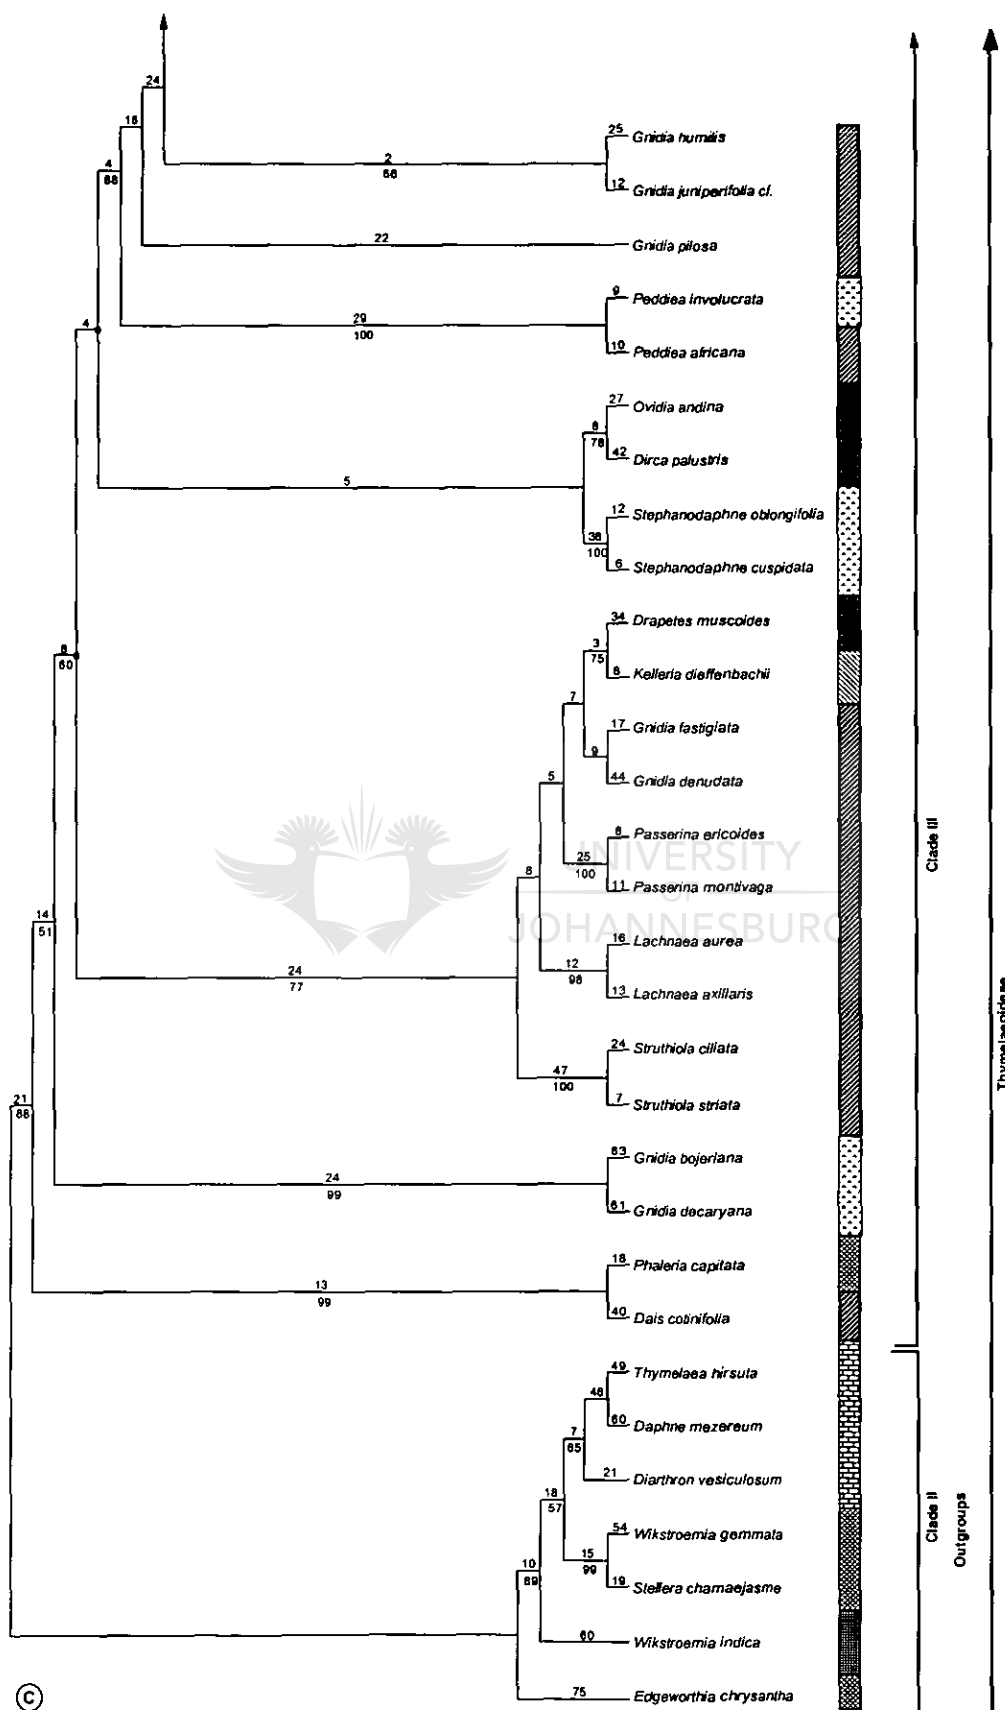 24
16
4
88
25 Gnidia humilis
2
66
12 Gnidia juniperifolia cf.
22 Gnidia pilosa
9 Peddiea involucrata
29
100
10 Peddiea africana
4
27 Ovidia andina
8
78
42 Dirca palustris
5
12 Stephanodaphne oblongifolia
36
100
6 Stephanodaphne cuspidata
34 Drapetes muscoides
3
75
6 Kelleria dieffenbachii
8
60
7
17 Gnidia fastigiata
9
44 Gnidia denudata
5
8 Passerina ericoides
25
100
11 Passerina montivaga
UNIVERSITY
OF
JOHANNESBURG
8
16 Lachnaea aurea
12
98
13 Lachnaea axillaris
14
51
24
77
24 Struthiola ciliata
47
100
7 Struthiola striata
21
88
63 Gnidia bojeriana
24
99
61 Gnidia decaryana
18 Phaleria capitata
13
99
40 Dais cotinifolia
49 Thymelaea hirsuta
46
60 Daphne mezereum
7
65
21 Diarthron vesiculosum
18
57
54 Wikstroemia gemmata
15
99
19 Stellera chamaejasme
10
89
60 Wikstroemia indica
75 Edgeworthia chrysantha
Clade III
Clade II
Outgroups
Thymelaeoideae
C